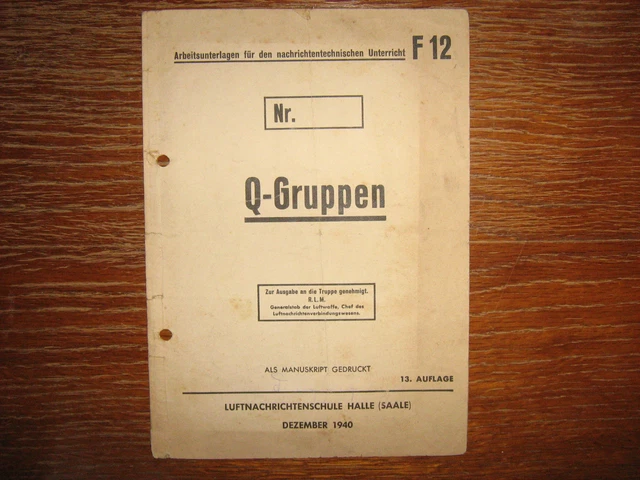 Arbeitsunterlagen für den nachrichtentechnischen Unterricht F 12
Nr.
Q-Gruppen
Zur Ausgabe an die Truppe genehmigt.
R. L. M.
Generalstab der Luftwaffe, Chef des
Luftnachrichtenverbindungswesens.
ALS MANUSKRIPT GEDRUCKT
13. AUFLAGE
LUFTNACHRICHTENSCHULE HALLE (SAALE)
DEZEMBER 1940